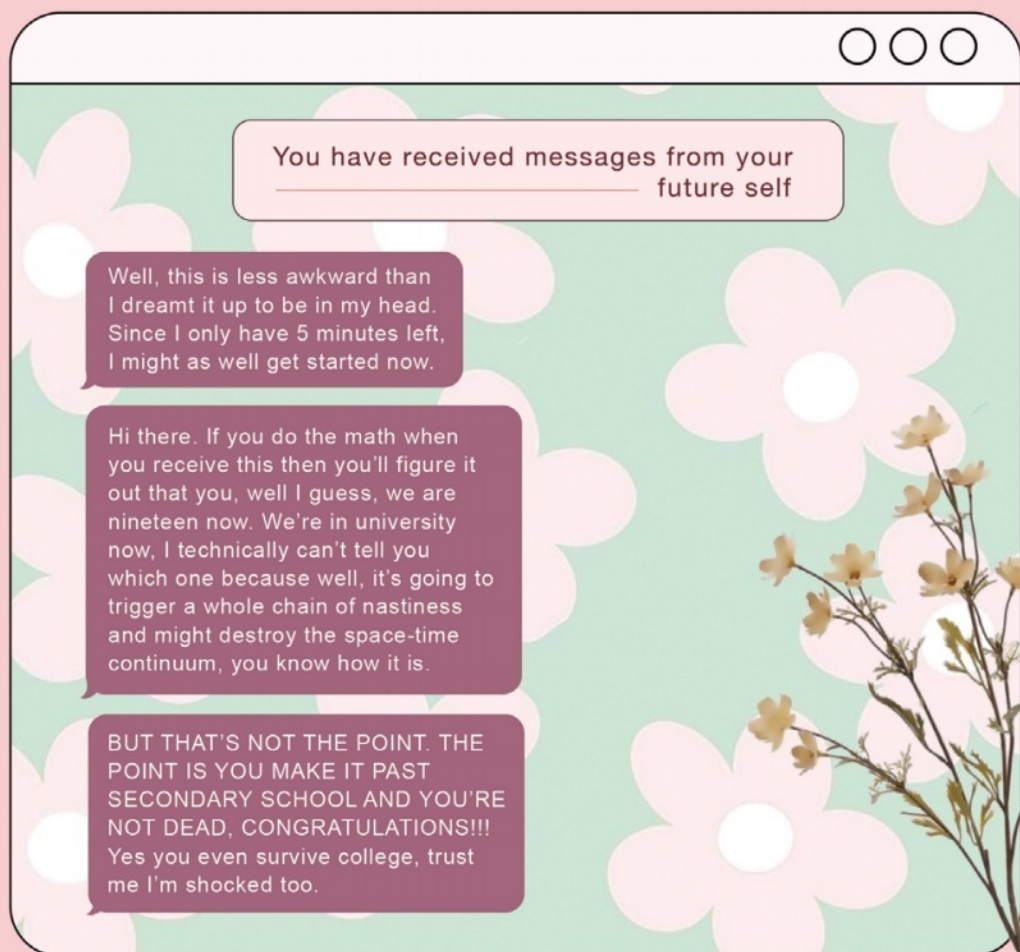 You have received messages from your
future self
Well, this is less awkward than
I dreamt it up to be in my head.
Since I only have 5 minutes left,
I might as well get started now.
Hi there. If you do the math when
you receive this then you’ll figure it
out that you, well I guess, we are
nineteen now. We’re in university
now, I technically can’t tell you
which one because well, it’s going to
trigger a whole chain of nastiness
and might destroy the space-time
continuum, you know how it is.
BUT THAT’S NOT THE POINT. THE
POINT IS YOU MAKE IT PAST
SECONDARY SCHOOL AND YOU’RE
NOT DEAD, CONGRATULATIONS!!!
Yes you even survive college, trust
me I’m shocked too.